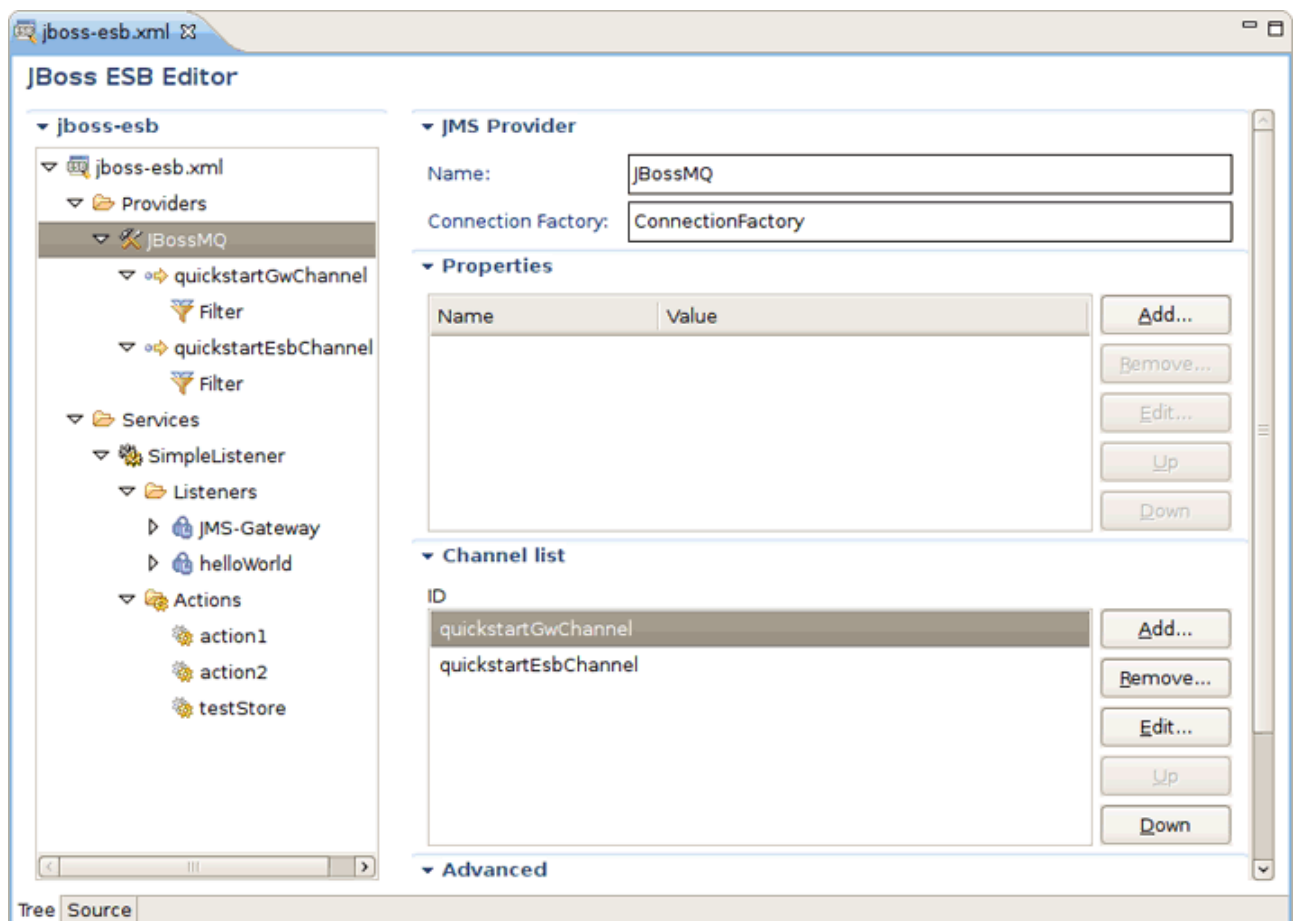 jboss-esb.xml
JBoss ESB Editor
jboss-esb
jboss-esb.xml
Providers
JBossMQ
quickstartGwChannel
Filter
quickstartEsbChannel
Filter
Services
SimpleListener
Listeners
JMS-Gateway
helloWorld
Actions
action1
action2
testStore
JMS Provider
Name: JBossMQ
Connection Factory: ConnectionFactory
Properties
Name Value
Add...
Remove...
Edit...
Up
Down
Channel list
ID
quickstartGwChannel
quickstartEsbChannel
Add...
Remove...
Edit...
Up
Down
Advanced
Tree Source